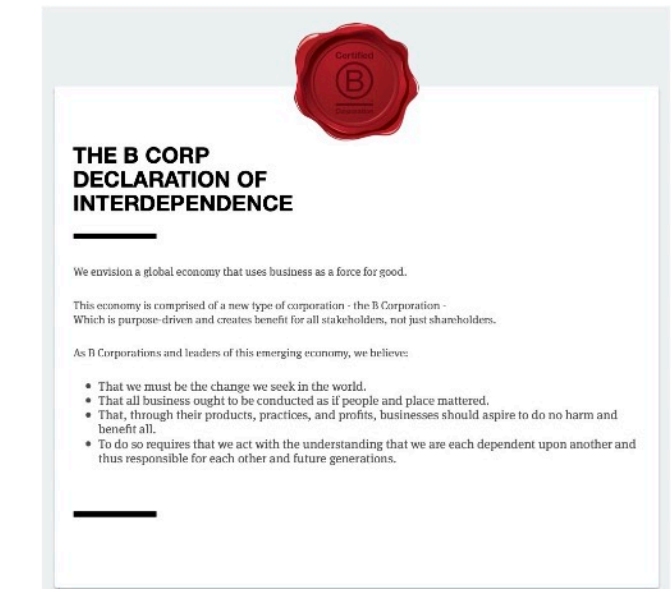 Certified
B
Corporation
THE B CORP
DECLARATION OF
INTERDEPENDENCE
We envision a global economy that uses business as a force for good.
This economy is comprised of a new type of corporation - the B Corporation -
Which is purpose-driven and creates benefit for all stakeholders, not just shareholders.
As B Corporations and leaders of this emerging economy, we believe:
• That we must be the change we seek in the world.
• That all business ought to be conducted as if people and place mattered.
• That, through their products, practices, and profits, businesses should aspire to do no harm and
benefit all.
• To do so requires that we act with the understanding that we are each dependent upon another and
thus responsible for each other and future generations.